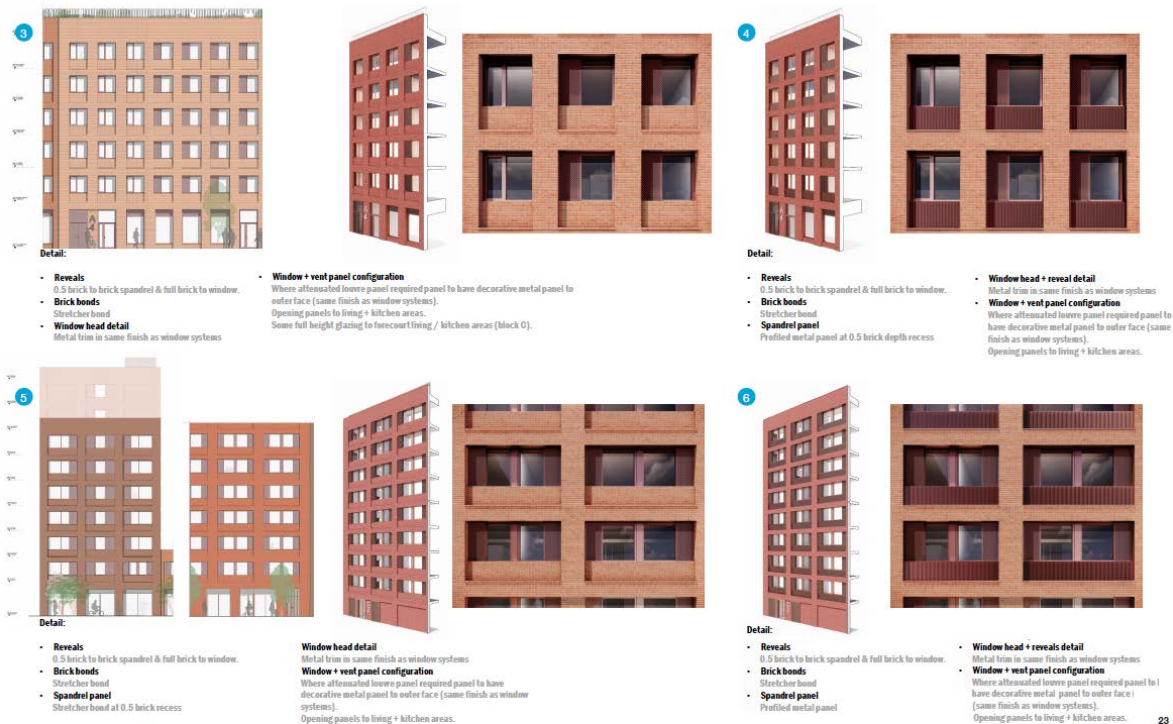 3
Detail:
• Reveals
0.5 brick to brick spandrel & full brick to window.
• Brick bonds
Stretcher bond
• Window head detail
Metal trim in same finish as window systems
• Window + vent panel configuration
Where attenuated louvre panel required panel to have decorative metal panel to
outer face (same finish as window systems).
Opening panels to living + kitchen areas.
Some full height glazing to forecourt living / kitchen areas (block C).
4
Detail:
• Reveals
0.5 brick to brick spandrel & full brick to window.
• Brick bonds
Stretcher bond
• Spandrel panel
Profiled metal panel at 0.5 brick depth recess
• Window head + reveal detail
Metal trim in same finish as window systems
• Window + vent panel configuration
Where attenuated louvre panel required panel to
have decorative metal panel to outer face (same
finish as window systems).
Opening panels to living + kitchen areas.
5
Detail:
• Reveals
0.5 brick to brick spandrel & full brick to window.
• Brick bonds
Stretcher bond
• Spandrel panel
Stretcher bond at 0.5 brick recess
Window head detail
Metal trim in same finish as window systems
Window + vent panel configuration
Where attenuated louvre panel required panel to have
decorative metal panel to outer face (same finish as window
systems).
Opening panels to living + kitchen areas.
6
Detail:
• Reveals
0.5 brick to brick spandrel & full brick to window.
• Brick bonds
Stretcher bond
• Spandrel panel
Profiled metal panel
• Window head + reveals detail
Metal trim in same finish as window systems
• Window + vent panel configuration
Where attenuated louvre panel required panel to
have decorative metal panel to outer face
(same finish as window systems).
Opening panels to living + kitchen areas.
23